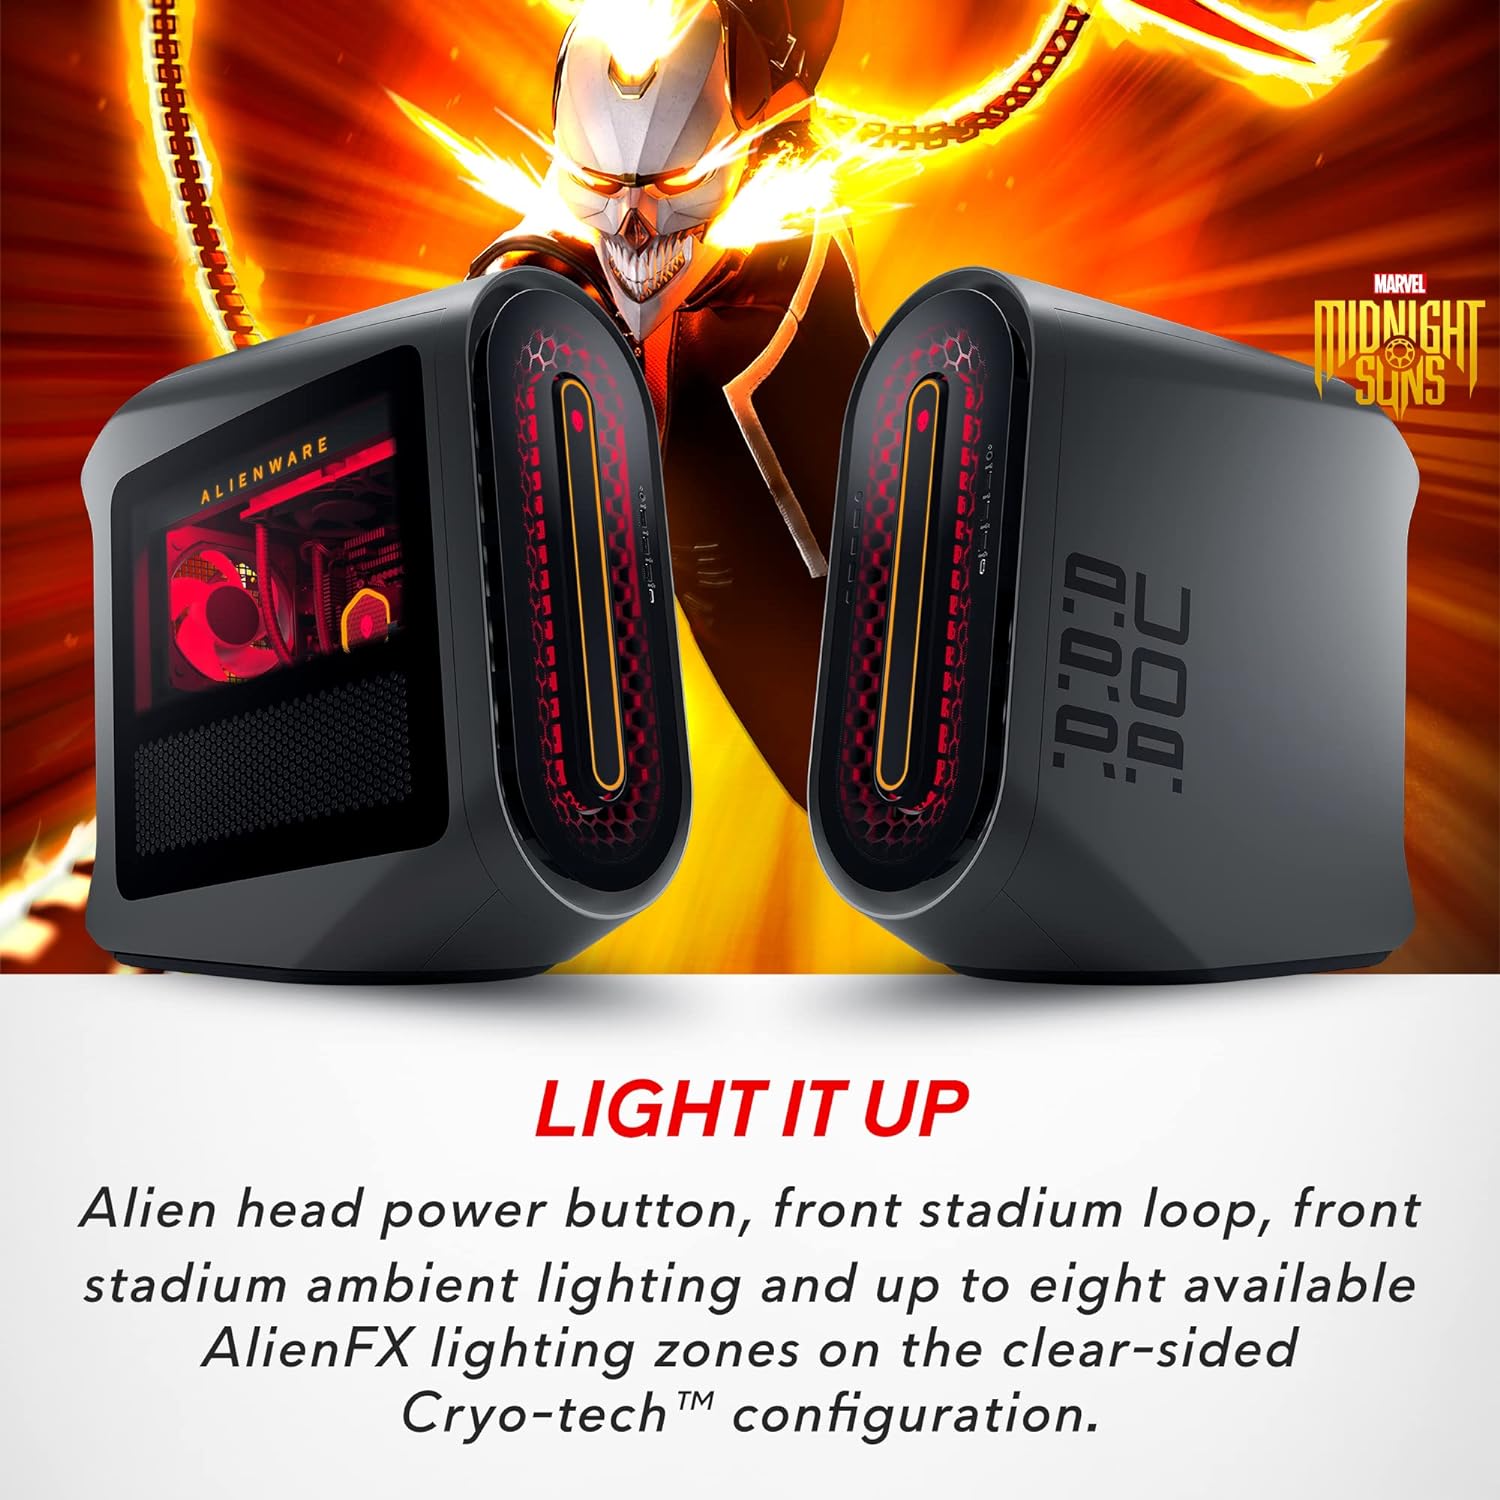 MARVEL
MIDNIGHT
SUNS
ALIENWARE
LIGHT IT UP
Alien head power button, front stadium loop, front
stadium ambient lighting and up to eight available
AlienFX lighting zones on the clear-sided
Cryo-tech™ configuration.